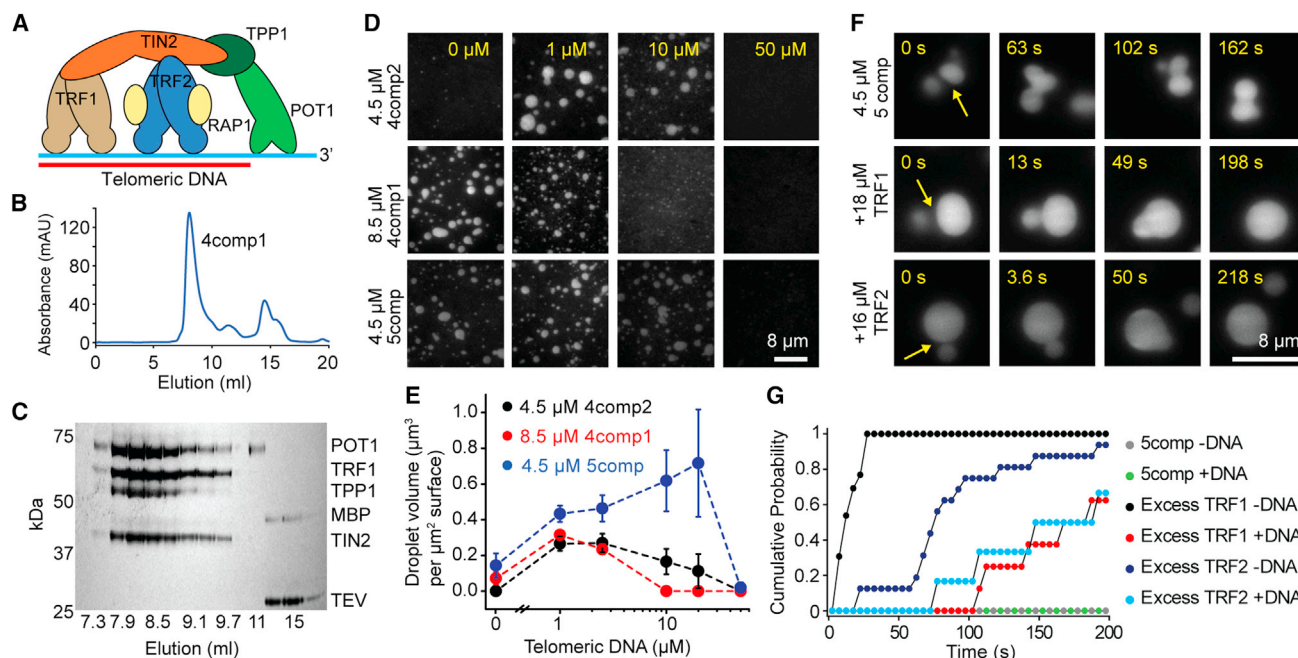 A
TIN2
TPP1
TRF1
TRF2
RAP1
POT1
3’
Telomeric DNA
B
Absorbance (mAU)
120
80
40
0
4comp1
0 5 10 15 20
Elution (ml)
C
kDa
75
50
37
25
POT1
TRF1
TPP1
MBP
TIN2
TEV
7.3 7.9 8.5 9.1 9.7 11 15
Elution (ml)
D
0 µM 1 µM 10 µM 50 µM
4.5 µM 4comp2
8.5 µM 4comp1
4.5 µM 5comp
8 µm
E
Droplet volume (µm³ per µm² surface)
1.0
0.8
0.6
0.4
0.2
0.0
4.5 µM 4comp2
8.5 µM 4comp1
4.5 µM 5comp
0 1 10
Telomeric DNA (µM)
F
4.5 µM 5 comp
0 s 63 s 102 s 162 s
+18 µM TRF1
0 s 13 s 49 s 198 s
+16 µM TRF2
0 s 3.6 s 50 s 218 s
8 µm
G
Cumulative Probability
1
0.8
0.6
0.4
0.2
0
0 50 100 150 200
Time (s)
5comp -DNA
5comp +DNA
Excess TRF1 -DNA
Excess TRF1 +DNA
Excess TRF2 -DNA
Excess TRF2 +DNA